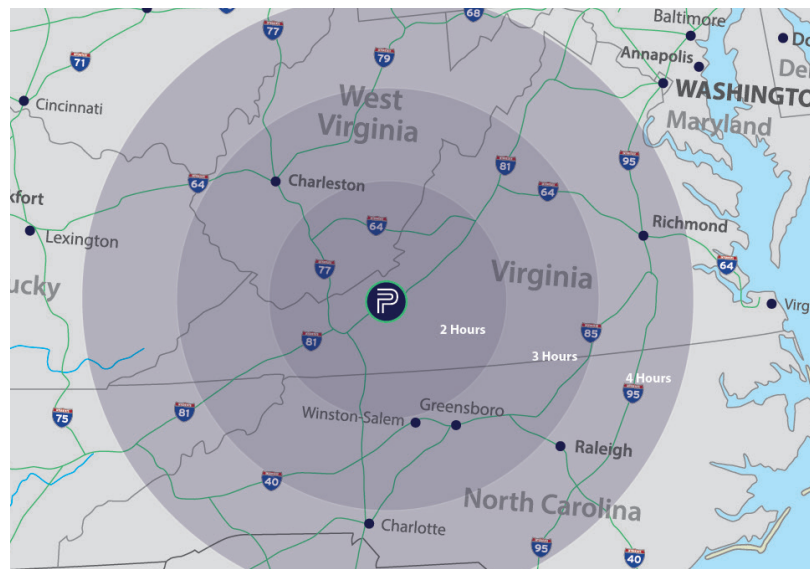 68
77
Baltimore
79
71
Annapolis
Do
De
WASHINGTO
West
Virginia
Cincinnati
Maryland
81
95
64
Charleston
64
kfort
64
Richmond
Lexington
77
Virginia
64
ucky
P
Virg
2 Hours
81
85
3 Hours
4 Hours
95
81
Greensboro
75
Winston-Salem
Raleigh
40
North Carolina
Charlotte
95
40